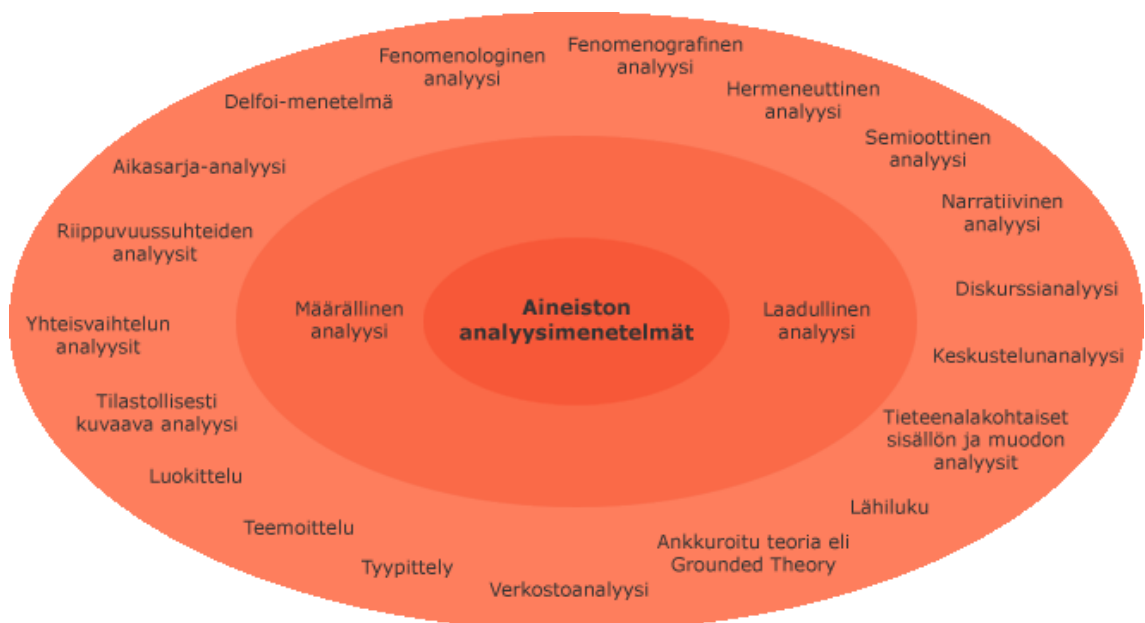 Fenomenologinen
analyysi
Fenomenografinen
analyysi
Hermeneuttinen
analyysi
Delfoi-menetelmä
Semioottinen
analyysi
Aikasarja-analyysi
Narratiivinen
analyysi
Riippuvuussuhteiden
analyysit
Diskurssianalyysi
Määrällinen
analyysi
Aineiston
analyysimenetelmät
Laadullinen
analyysi
Yhteisvaihtelun
analyysit
Keskustelunanalyysi
Tilastollisesti
kuvaava analyysi
Tieteenalakohtaiset
sisällön ja muodon
analyysit
Luokittelu
Lähiluku
Teemoittelu
Ankkuroitu teoria eli
Grounded Theory
Tyypittely
Verkostoanalyysi